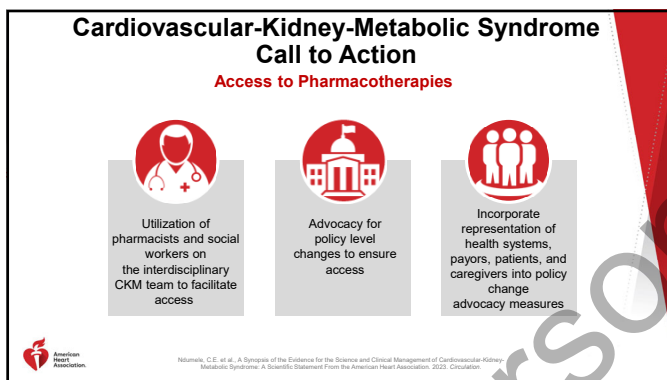 Cardiovascular-Kidney-Metabolic Syndrome
Call to Action
Access to Pharmacotherapies
Utilization of
pharmacists and social
workers on
the interdisciplinary
CKM team to facilitate
access
Advocacy for
policy level
changes to ensure
access
Incorporate
representation of
health systems,
payors, patients, and
caregivers into policy
change
advocacy measures
American
Heart
Association.
Ndumele, C.E. et al., A Synopsis of the Evidence for the Science and Clinical Management of Cardiovascular-Kidney-
Metabolic Syndrome: A Scientific Statement From the American Heart Association. 2023. Circulation.